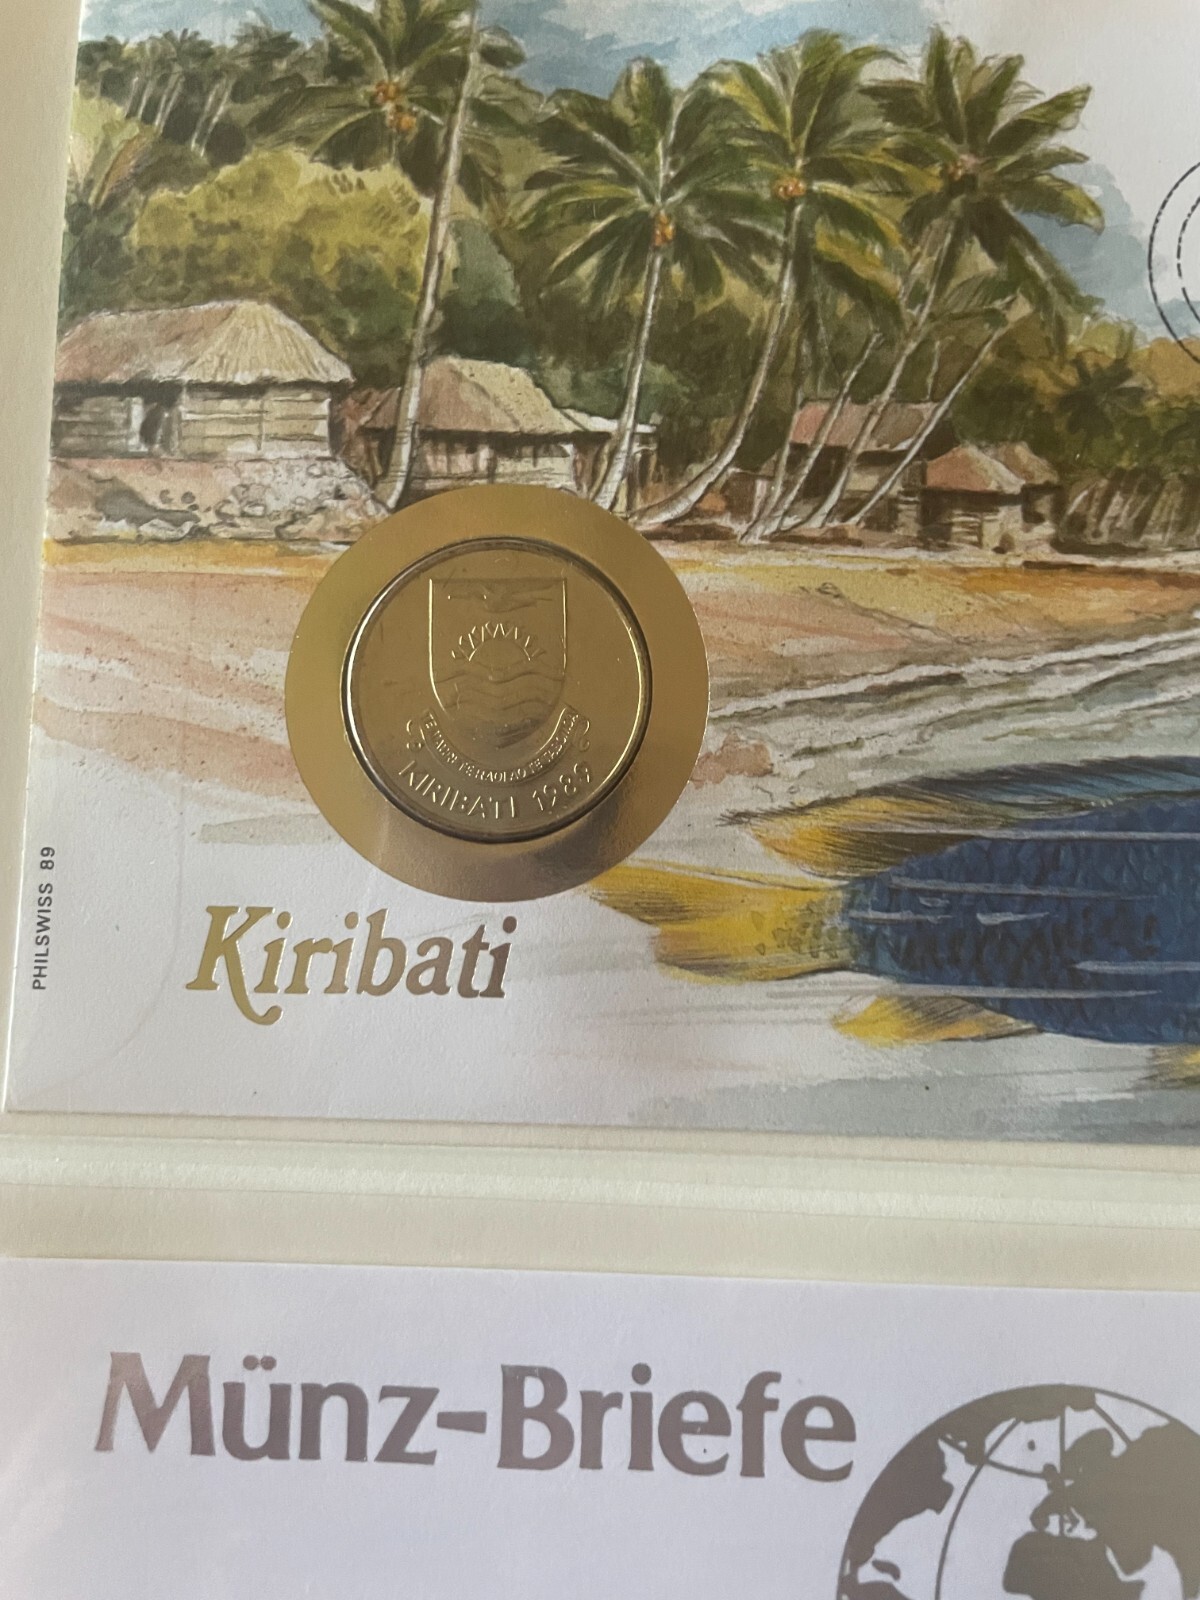 TE MAURI TE RAOI AO TE TABOMOA
KIRIBATI 1989
PHILSWISS 89
Kiribati
Münz-Briefe